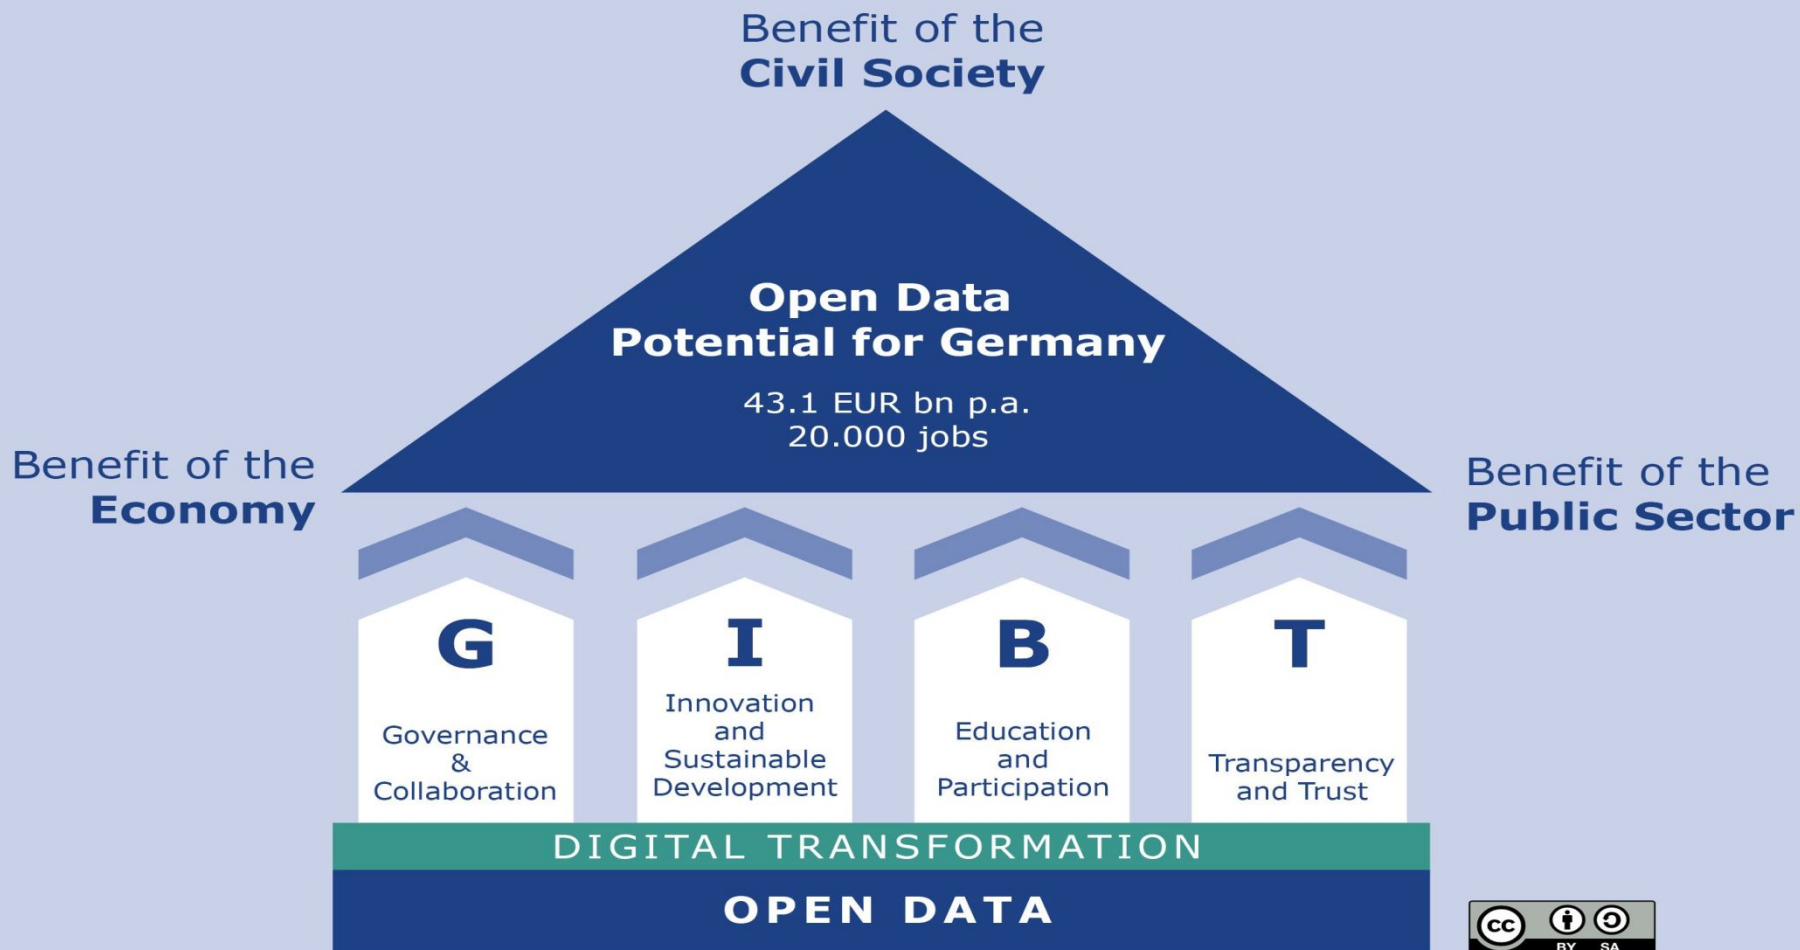 Benefit of the
Civil Society
Open Data
Potential for Germany
43.1 EUR bn p.a.
20.000 jobs
Benefit of the
Economy
Benefit of the
Public Sector
G
Governance
&
Collaboration
I
Innovation
and
Sustainable
Development
B
Education
and
Participation
T
Transparency
and Trust
DIGITAL TRANSFORMATION
OPEN DATA
cc
BY SA